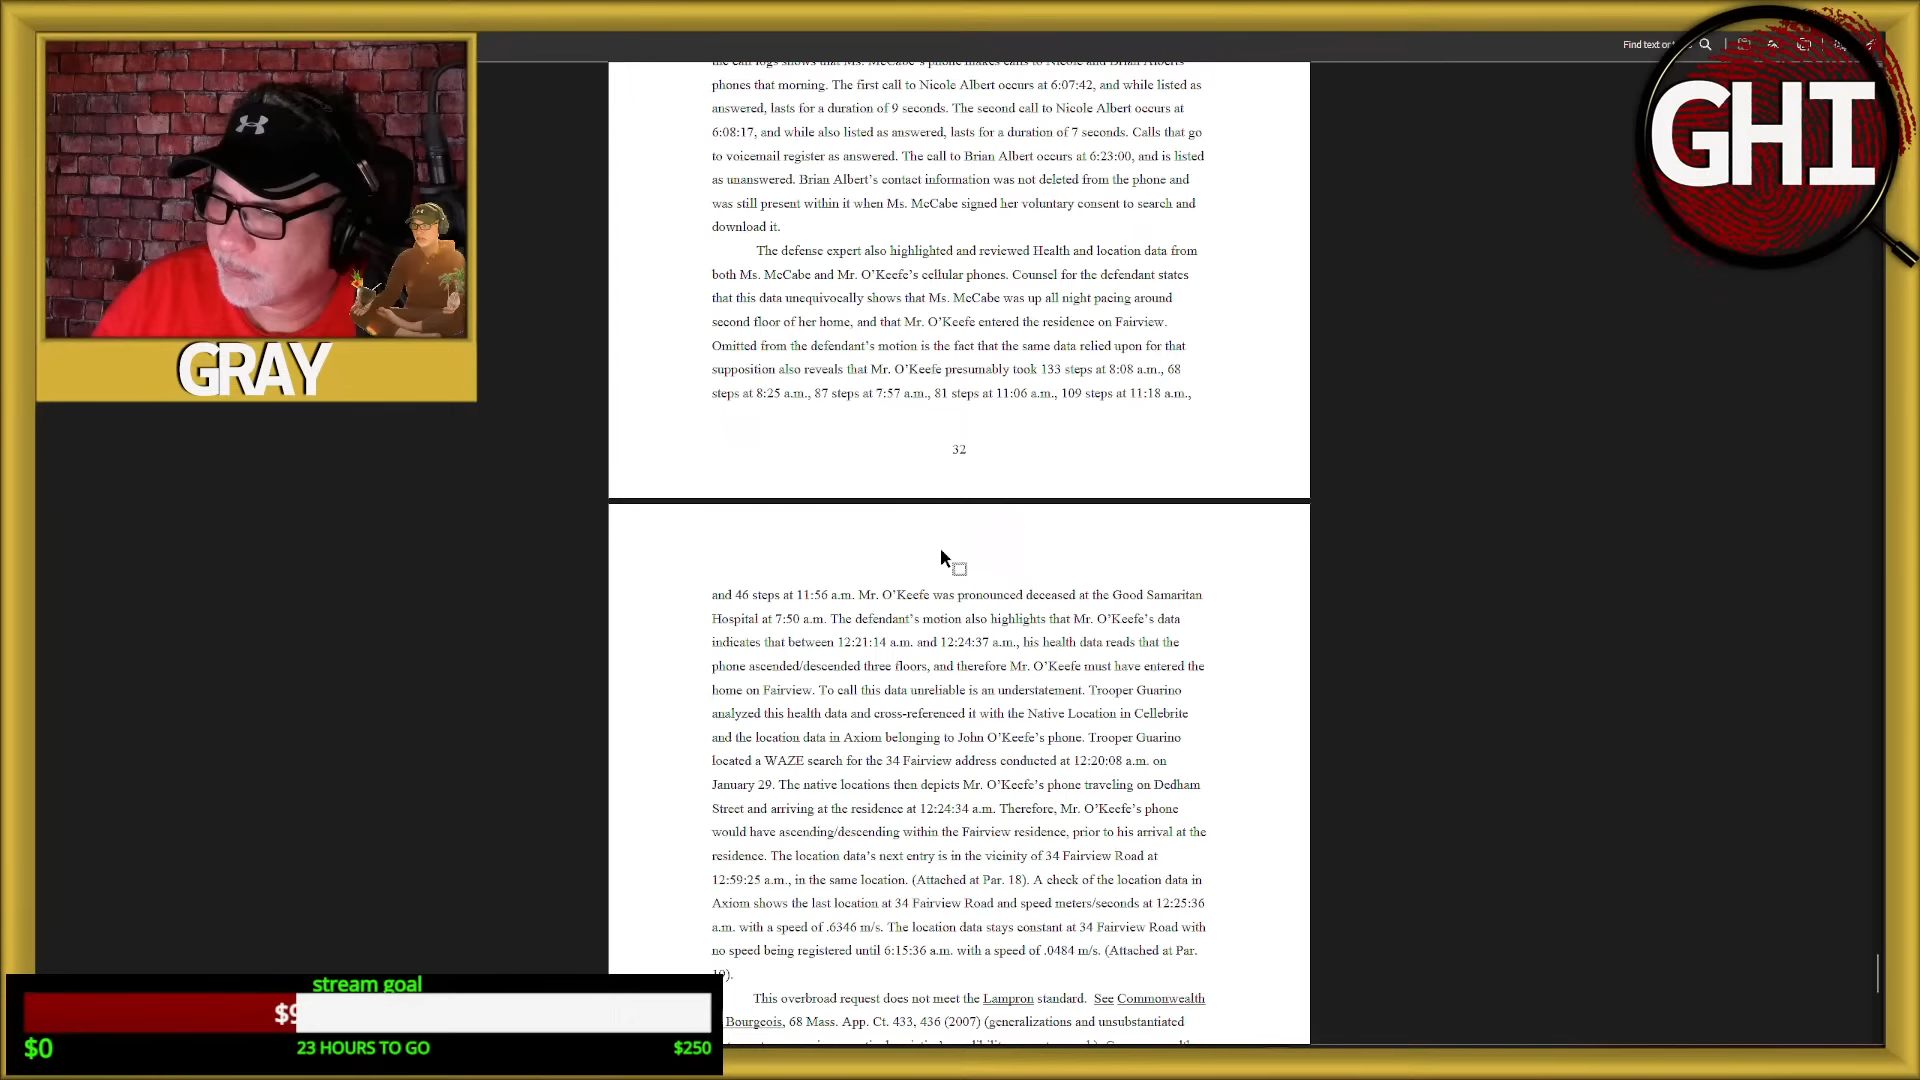 Find text or
GHI
GRAY
the call logs shows that Ms. McCabe's phone makes calls to Nicole and Brian Alberts
phones that morning. The first call to Nicole Albert occurs at 6:07:42, and while listed as
answered, lasts for a duration of 9 seconds. The second call to Nicole Albert occurs at
6:08:17, and while also listed as answered, lasts for a duration of 7 seconds. Calls that go
to voicemail register as answered. The call to Brian Albert occurs at 6:23:00, and is listed
as unanswered. Brian Albert's contact information was not deleted from the phone and
was still present within it when Ms. McCabe signed her voluntary consent to search and
download it.
The defense expert also highlighted and reviewed Health and location data from
both Ms. McCabe and Mr. O'Keefe's cellular phones. Counsel for the defendant states
that this data unequivocally shows that Ms. McCabe was up all night pacing around
second floor of her home, and that Mr. O'Keefe entered the residence on Fairview.
Omitted from the defendant's motion is the fact that the same data relied upon for that
supposition also reveals that Mr. O'Keefe presumably took 133 steps at 8:08 a.m., 68
steps at 8:25 a.m., 87 steps at 7:57 a.m., 81 steps at 11:06 a.m., 109 steps at 11:18 a.m.,
32
and 46 steps at 11:56 a.m. Mr. O'Keefe was pronounced deceased at the Good Samaritan
Hospital at 7:50 a.m. The defendant's motion also highlights that Mr. O'Keefe's data
indicates that between 12:21:14 a.m. and 12:24:37 a.m., his health data reads that the
phone ascended/descended three floors, and therefore Mr. O'Keefe must have entered the
home on Fairview. To call this data unreliable is an understatement. Trooper Guarino
analyzed this health data and cross-referenced it with the Native Location in Cellebrite
and the location data in Axiom belonging to John O'Keefe's phone. Trooper Guarino
located a WAZE search for the 34 Fairview address conducted at 12:20:08 a.m. on
January 29. The native locations then depicts Mr. O'Keefe's phone traveling on Dedham
Street and arriving at the residence at 12:24:34 a.m. Therefore, Mr. O'Keefe's phone
would have ascending/descending within the Fairview residence, prior to his arrival at the
residence. The location data's next entry is in the vicinity of 34 Fairview Road at
12:59:25 a.m., in the same location. (Attached at Par. 18). A check of the location data in
Axiom shows the last location at 34 Fairview Road and speed meters/seconds at 12:25:36
a.m. with a speed of .6346 m/s. The location data stays constant at 34 Fairview Road with
no speed being registered until 6:15:36 a.m. with a speed of .0484 m/s. (Attached at Par.
19).
This overbroad request does not meet the Lampron standard. See Commonwealth
Bourgeois, 68 Mass. App. Ct. 433, 436 (2007) (generalizations and unsubstantiated
stream goal
$9
$0
23 HOURS TO GO
$250